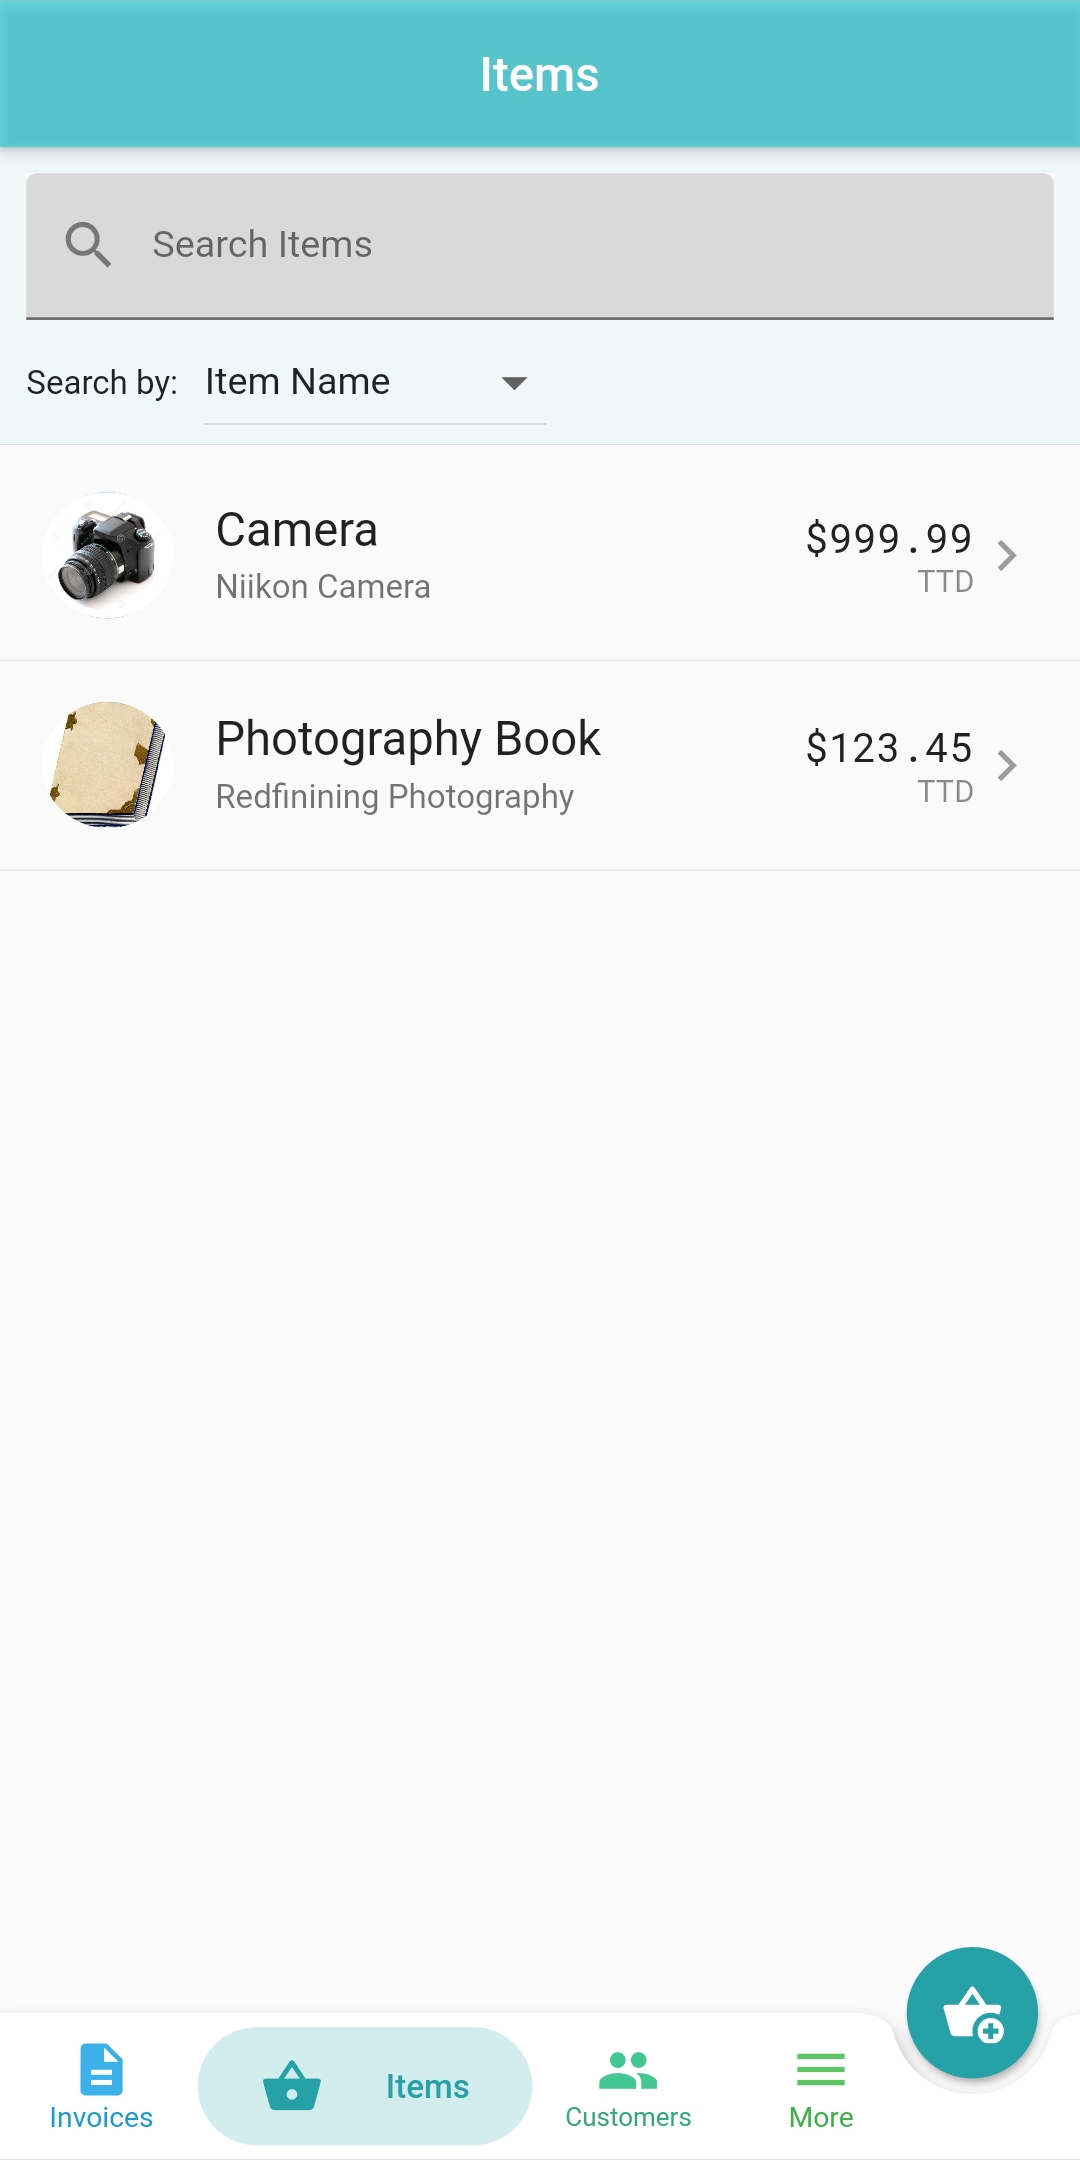 Items
Search Items
Search by: Item Name
Camera
Niikon Camera
$999.99
TTD
Photography Book
Redfinining Photography
$123.45
TTD
Invoices
Items
Customers
More